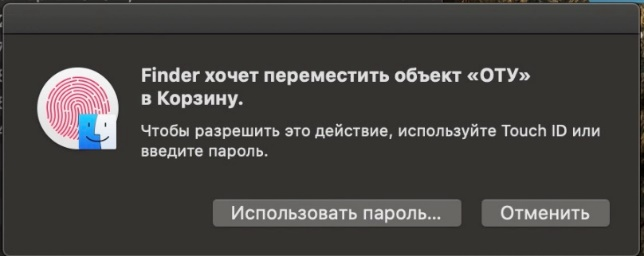 Finder хочет переместить объект «ОТУ»
в Корзину.
Чтобы разрешить это действие, используйте Touch ID или
введите пароль.
Использовать пароль...
Отменить